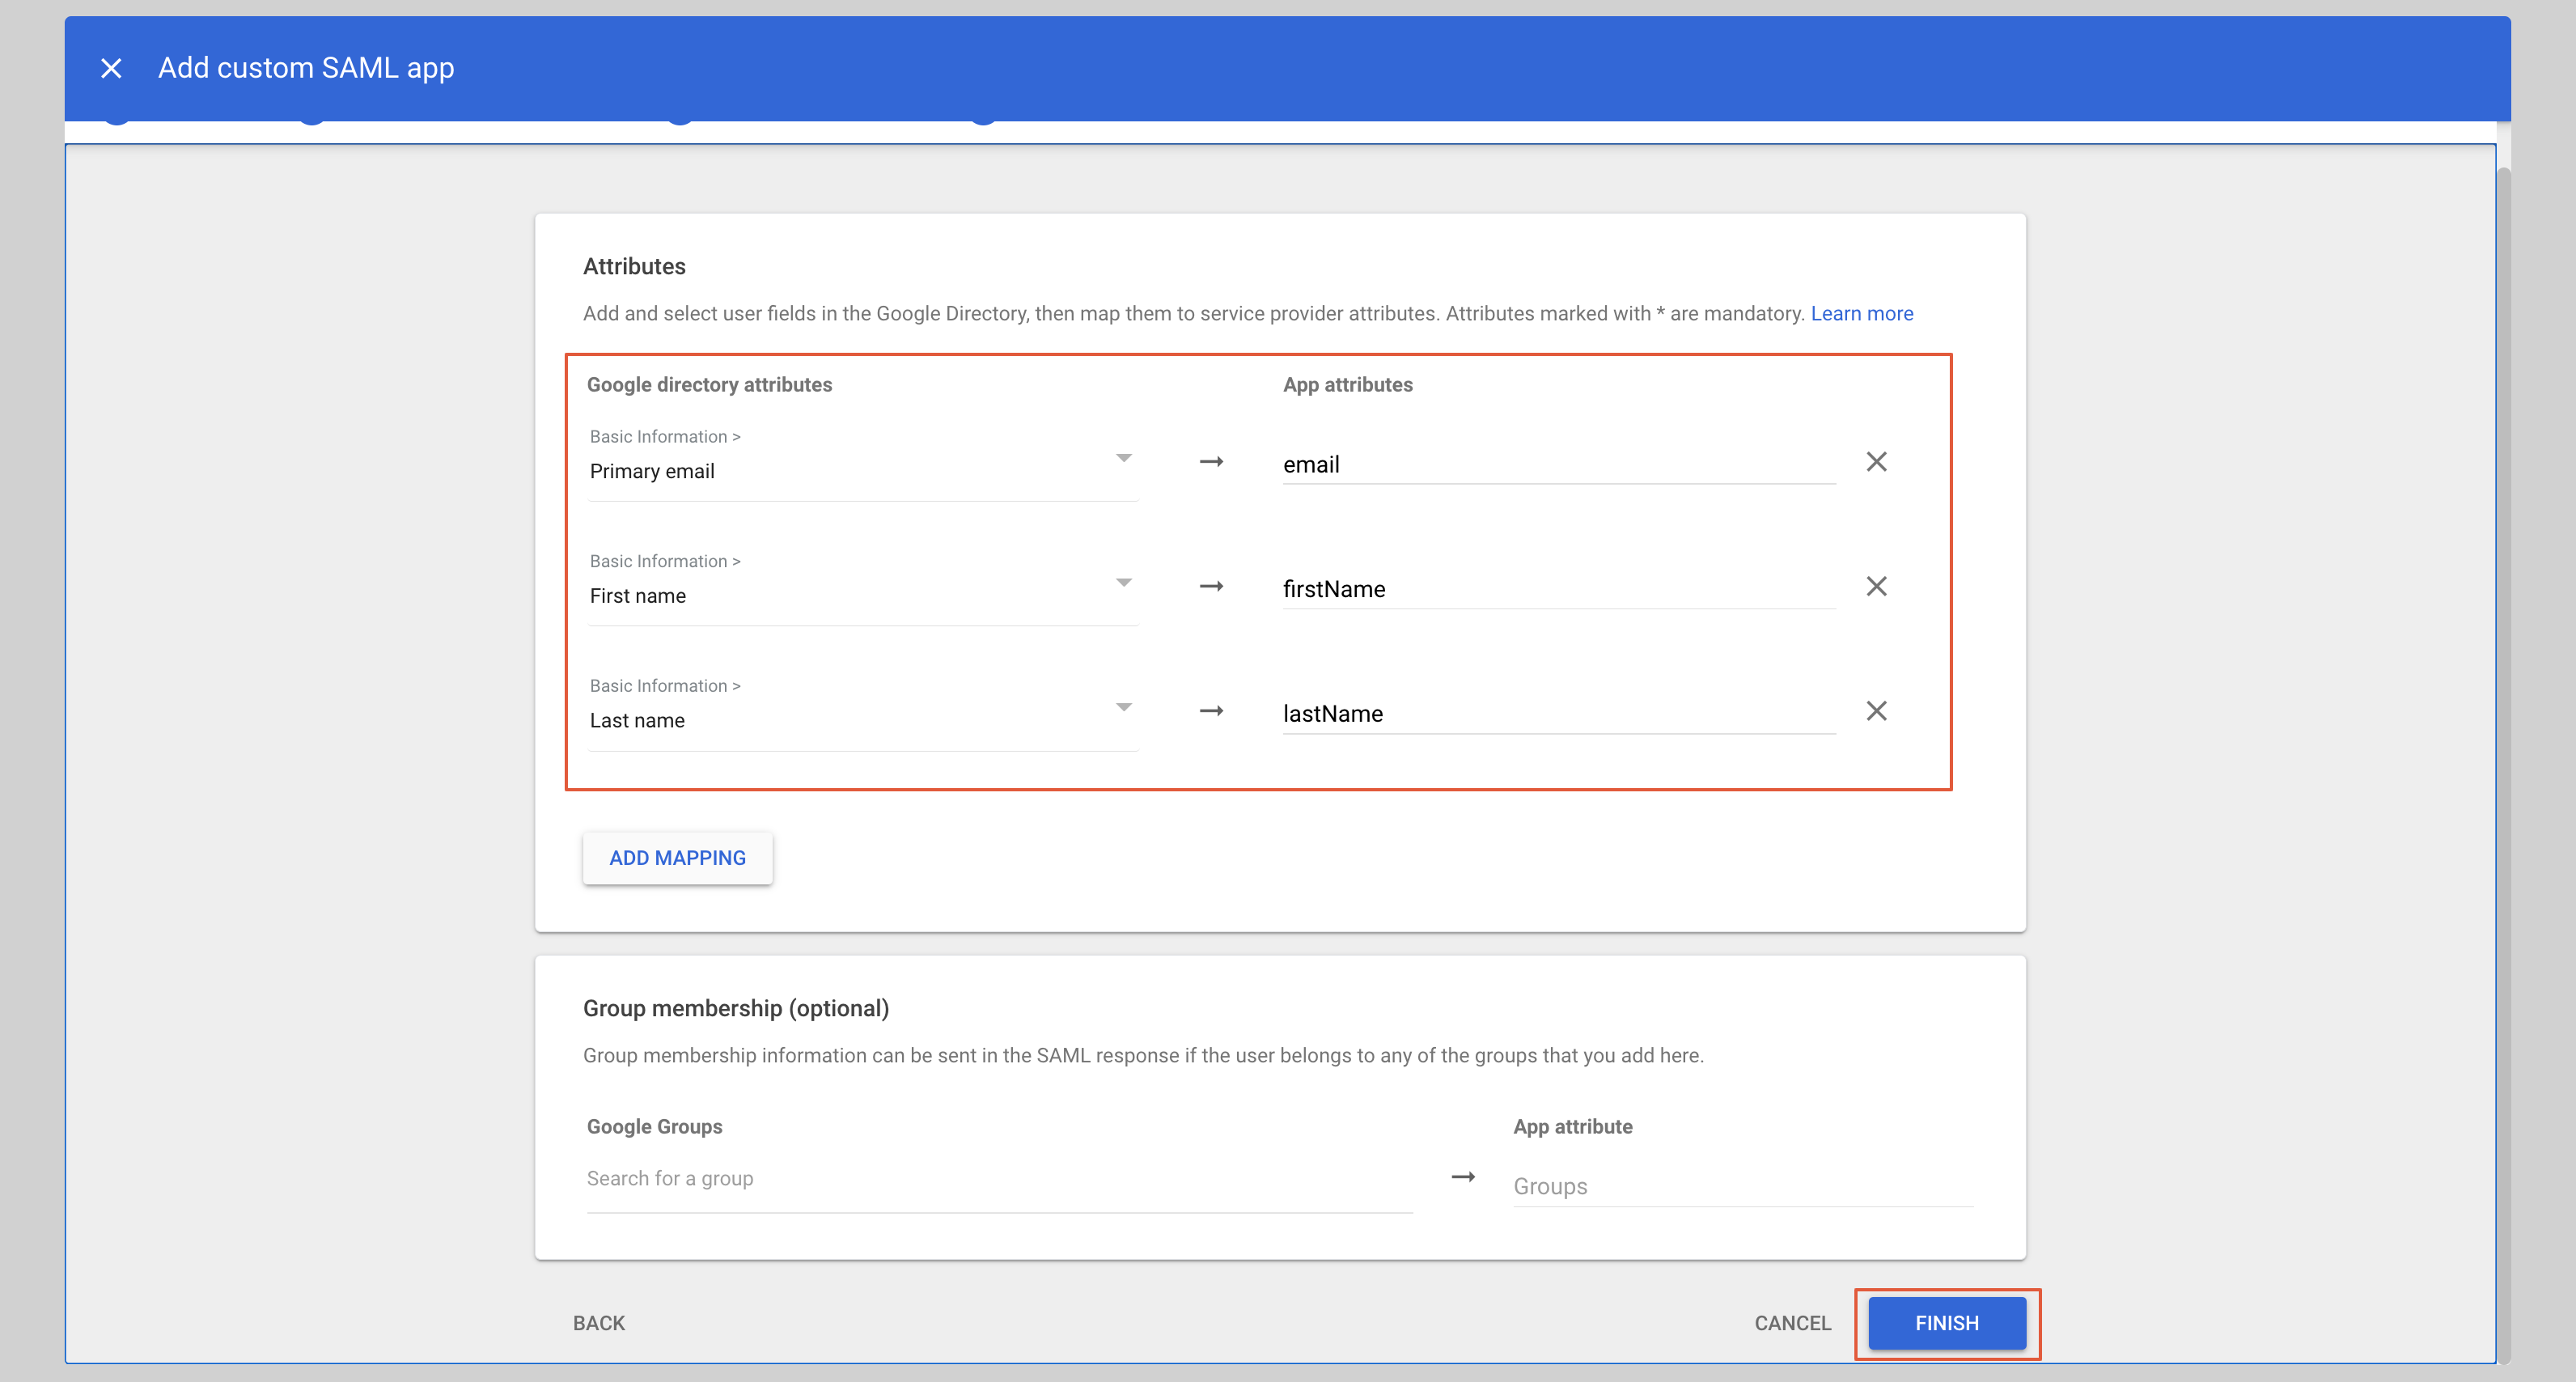 Add custom SAML app
Attributes
Add and select user fields in the Google Directory, then map them to service provider attributes. Attributes marked with * are mandatory. Learn more
Google directory attributes
App attributes
Basic Information >
Primary email
email
Basic Information >
First name
firstName
Basic Information >
Last name
lastName
ADD MAPPING
Group membership (optional)
Group membership information can be sent in the SAML response if the user belongs to any of the groups that you add here.
Google Groups
App attribute
Search for a group
Groups
BACK
CANCEL
FINISH